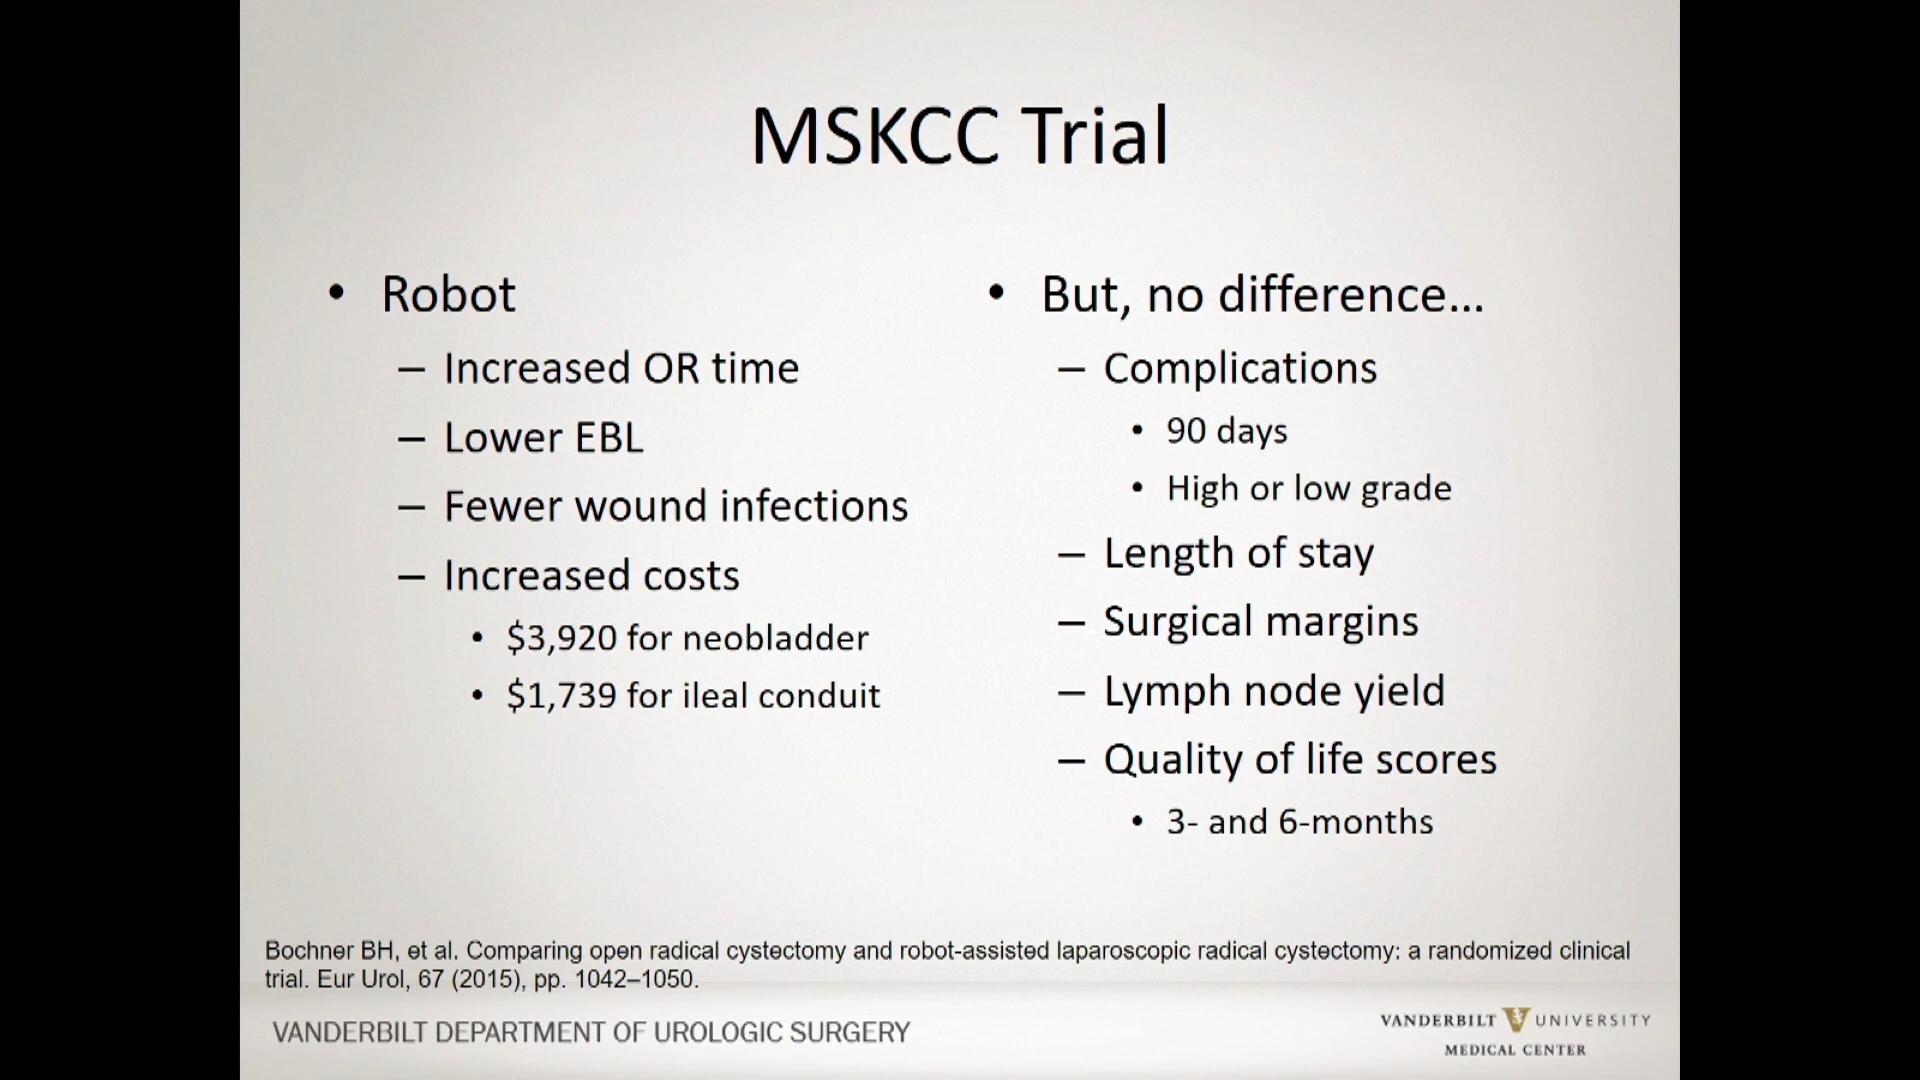 MSKCC Trial
• Robot
– Increased OR time
– Lower EBL
– Fewer wound infections
– Increased costs
• $3,920 for neobladder
• $1,739 for ileal conduit
• But, no difference...
– Complications
• 90 days
• High or low grade
– Length of stay
– Surgical margins
– Lymph node yield
– Quality of life scores
• 3- and 6-months
Bochner BH, et al. Comparing open radical cystectomy and robot-assisted laparoscopic radical cystectomy: a randomized clinical
trial. Eur Urol, 67 (2015), pp. 1042–1050.
VANDERBILT DEPARTMENT OF UROLOGIC SURGERY
VANDERBILT UNIVERSITY
MEDICAL CENTER